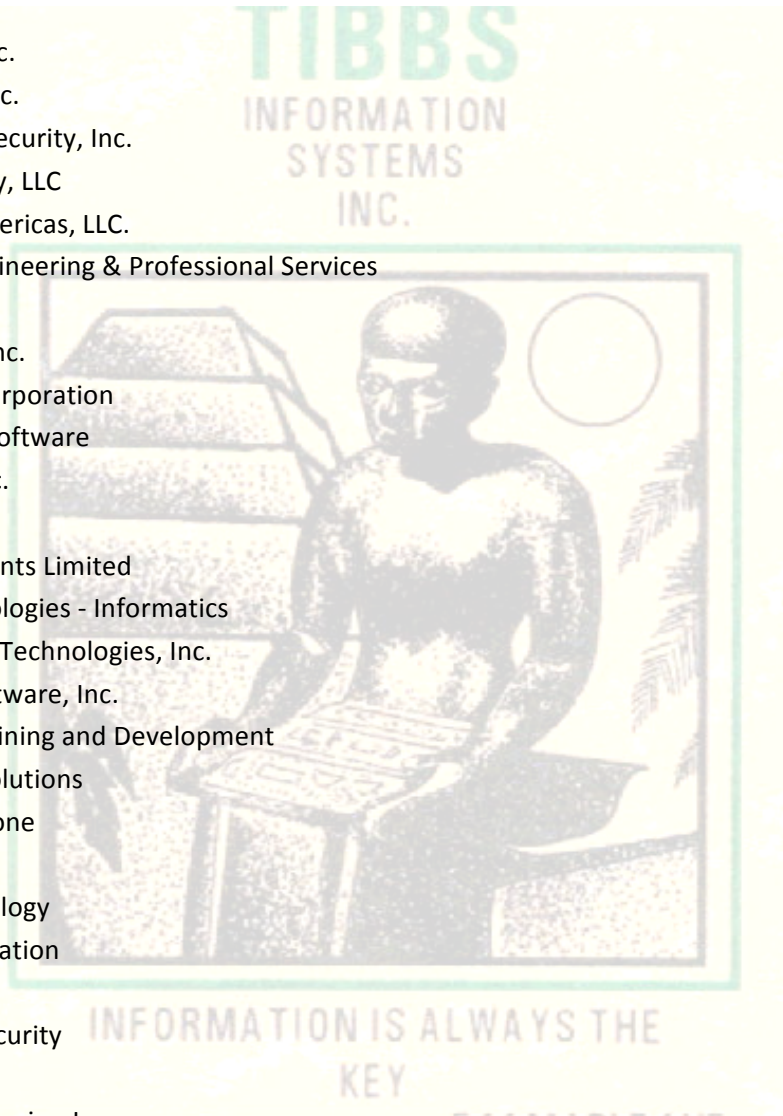 TIBBS
INFORMATION
SYSTEMS
INC.
ecurity, Inc.
y, LLC
ericas, LLC.
ineering & Professional Services
nc.
rporation
oftware
nts Limited
ologies - Informatics
Technologies, Inc.
tware, Inc.
ining and Development
olutions
one
logy
ation
curity
INFORMATION IS ALWAYS THE
KEY